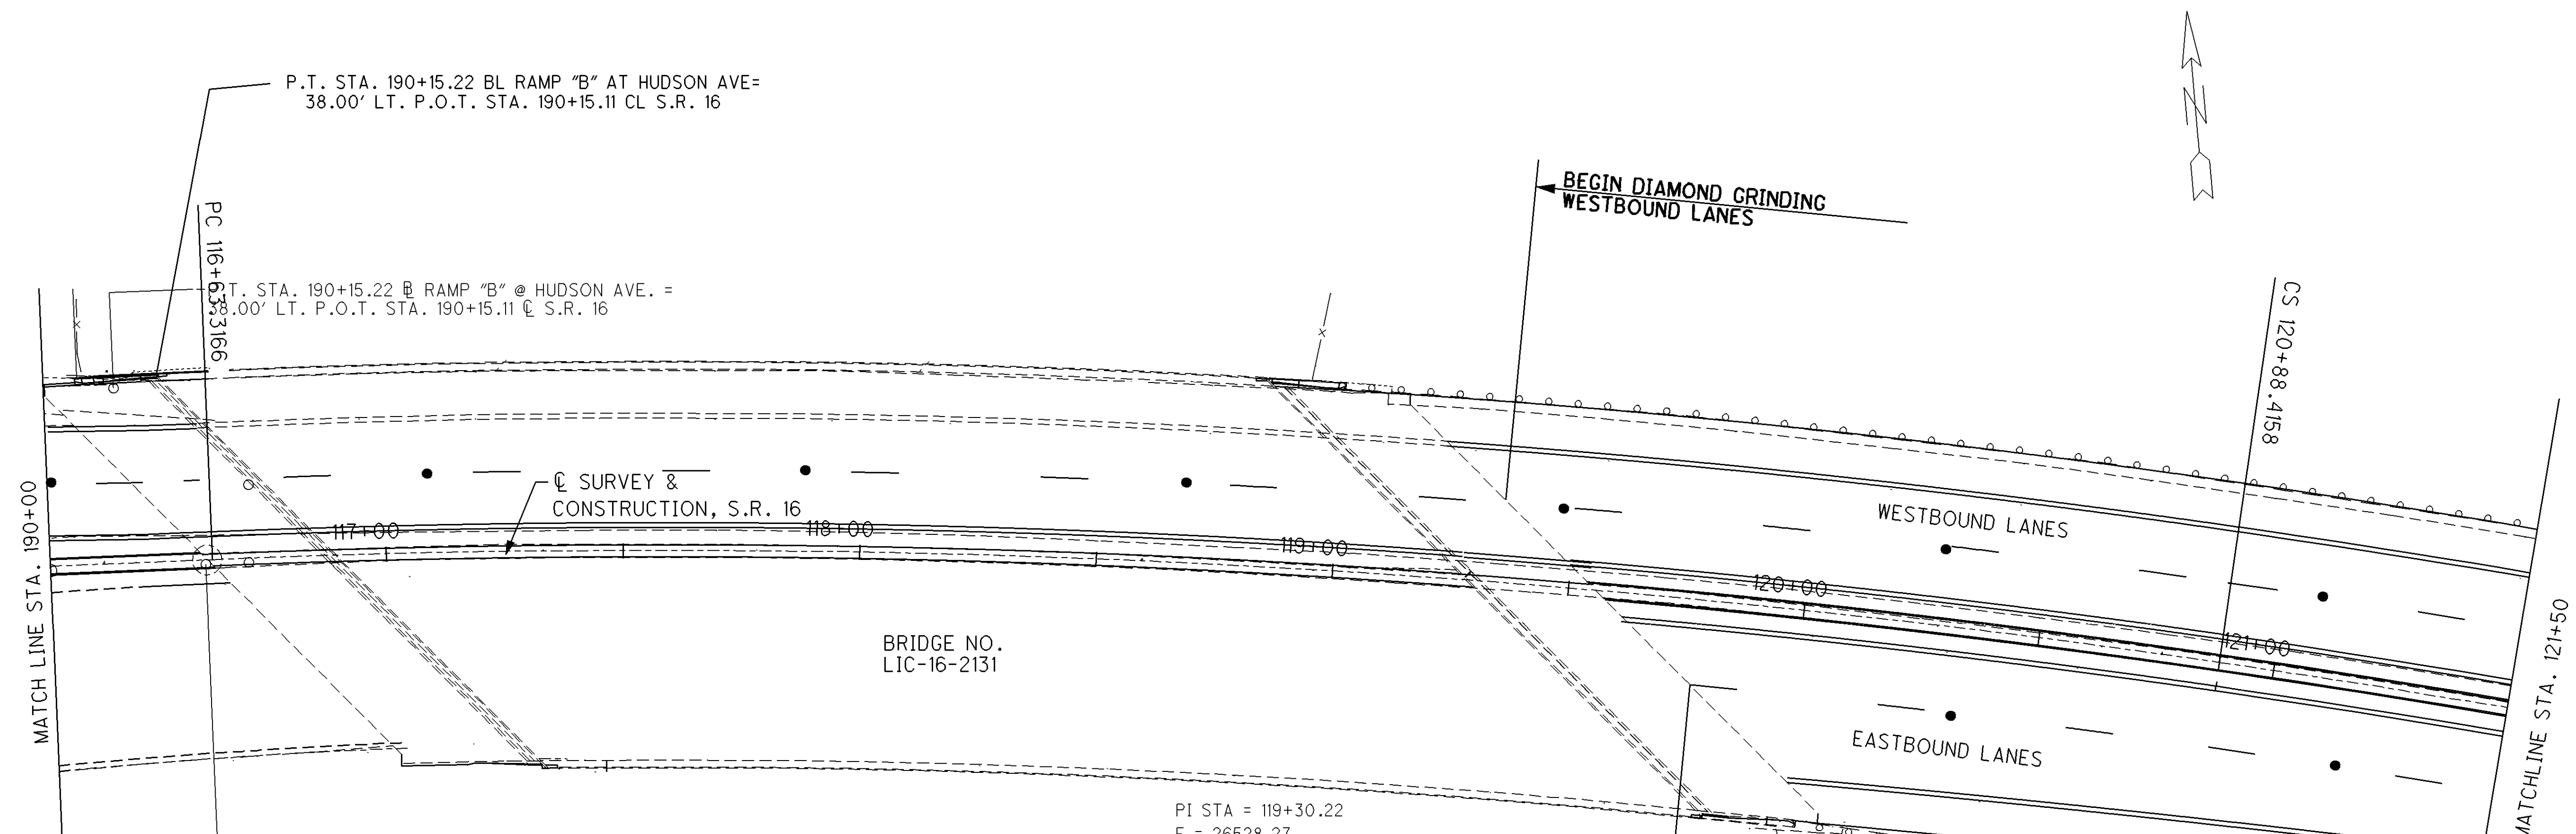 P.T. STA. 190+15.22 BL RAMP "B" AT HUDSON AVE=
38.00' LT. P.O.T. STA. 190+15.11 CL S.R. 16
BEGIN DIAMOND GRINDING
WESTBOUND LANES
PC 116+63.3166
.T. STA. 190+15.22 ℄ RAMP "B" @ HUDSON AVE. =
38.00' LT. P.O.T. STA. 190+15.11 ℄ S.R. 16
CS 120+88.4158
MATCH LINE STA. 190+00
℄ SURVEY &
CONSTRUCTION, S.R. 16
117+00
118+00
119+00
120+00
121+00
WESTBOUND LANES
EASTBOUND LANES
BRIDGE NO.
LIC-16-2131
MATCHLINE STA. 121+50
PI STA = 119+30.22